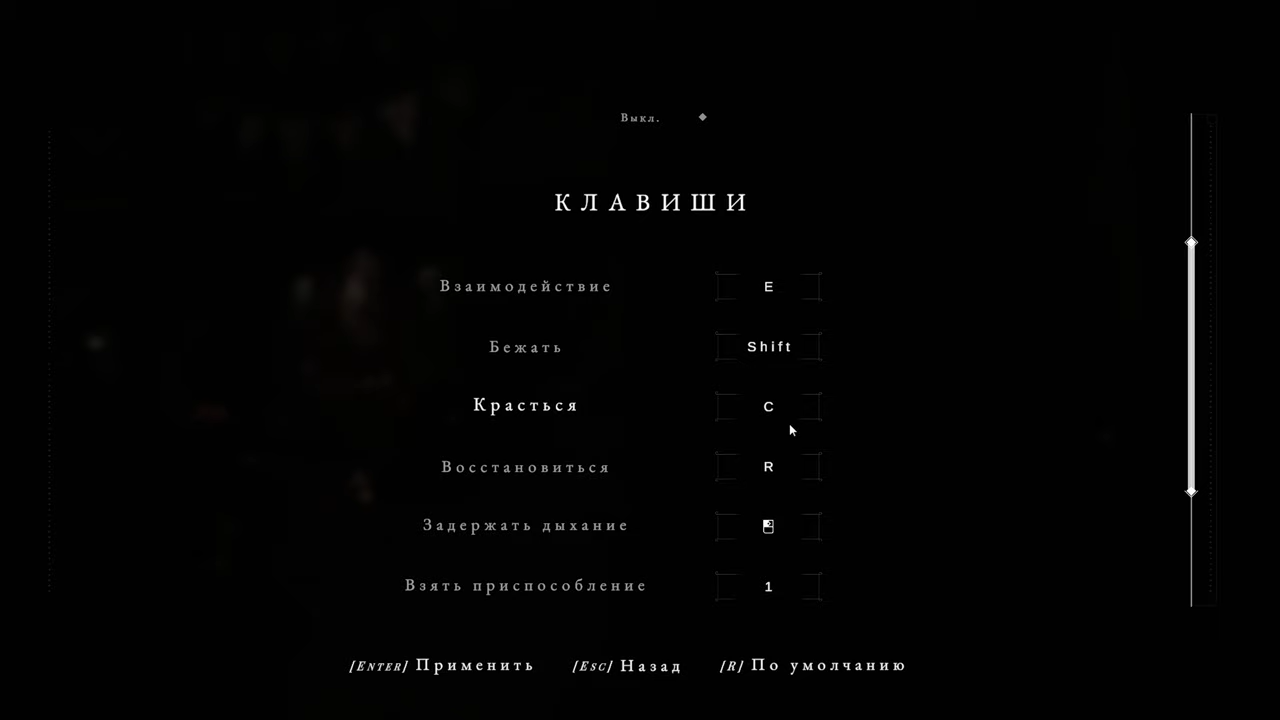 Выкл.
КЛАВИШИ
Взаимодействие E
Бежать Shift
Красться C
Восстановиться R
Задержать дыхание
Взять приспособление 1
[Enter] Применить [Esc] Назад [R] По умолчанию